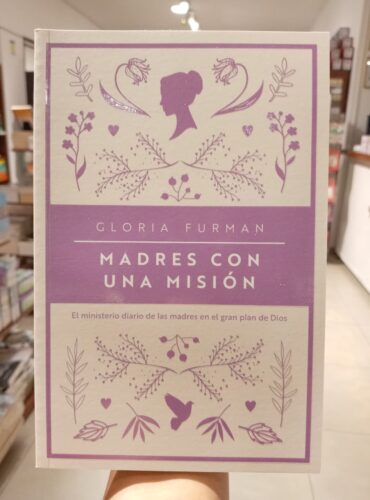 GLORIA FURMAN
MADRES CON
UNA MISIÓN
El ministerio diario de las madres en el gran plan de Dios